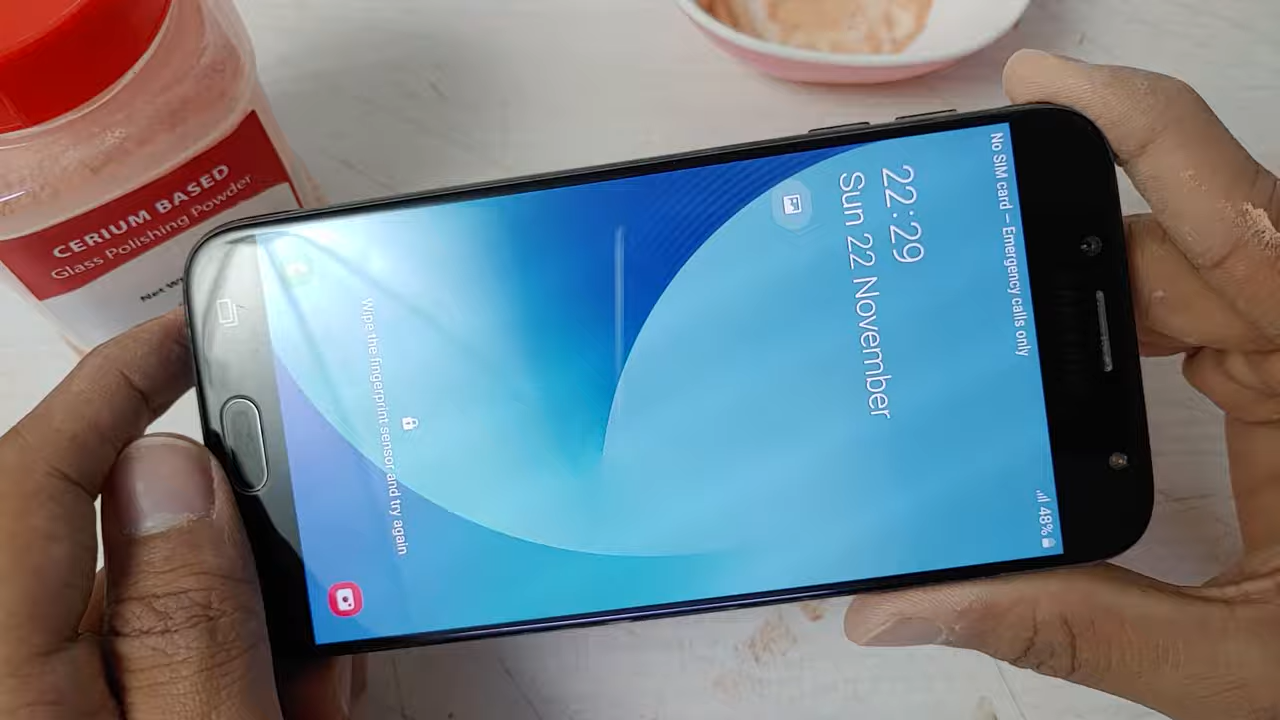 CERIUM BASED
Glass Polishing Powder
Net W
No SIM card – Emergency calls only
48%
22:29
Sun 22 November
Wipe the fingerprint sensor and try again